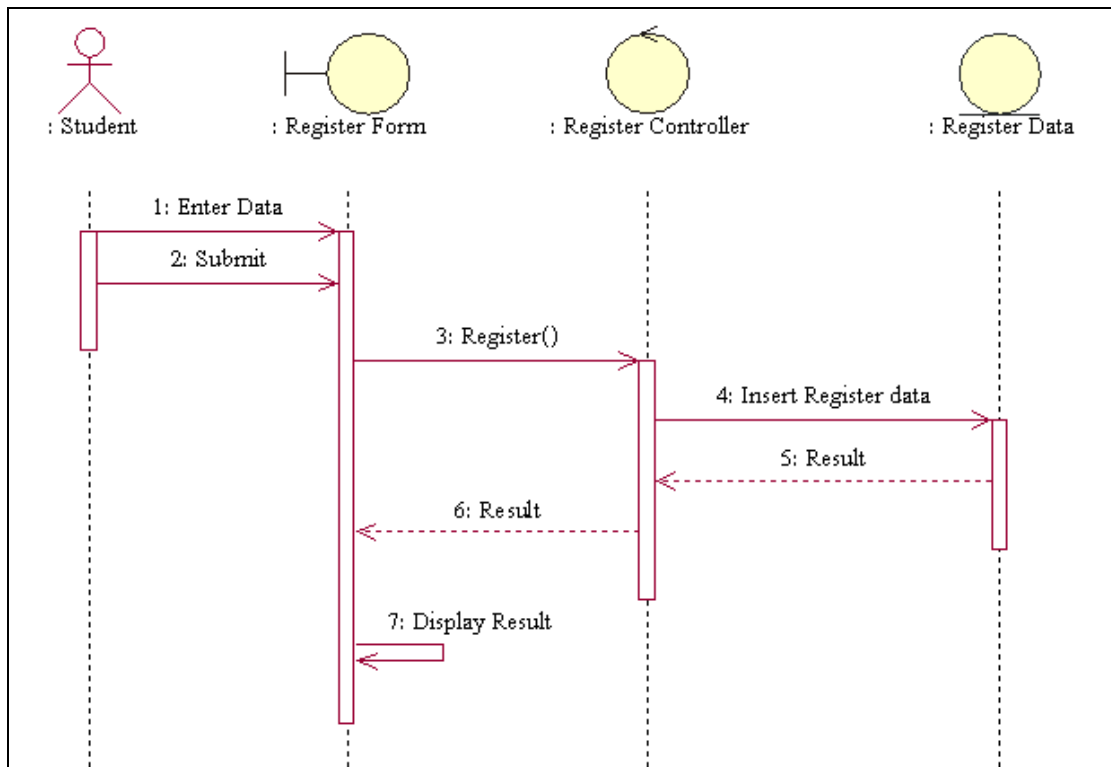 : Student
: Register Form
: Register Controller
: Register Data
1: Enter Data
2: Submit
3: Register()
4: Insert Register data
5: Result
6: Result
7: Display Result